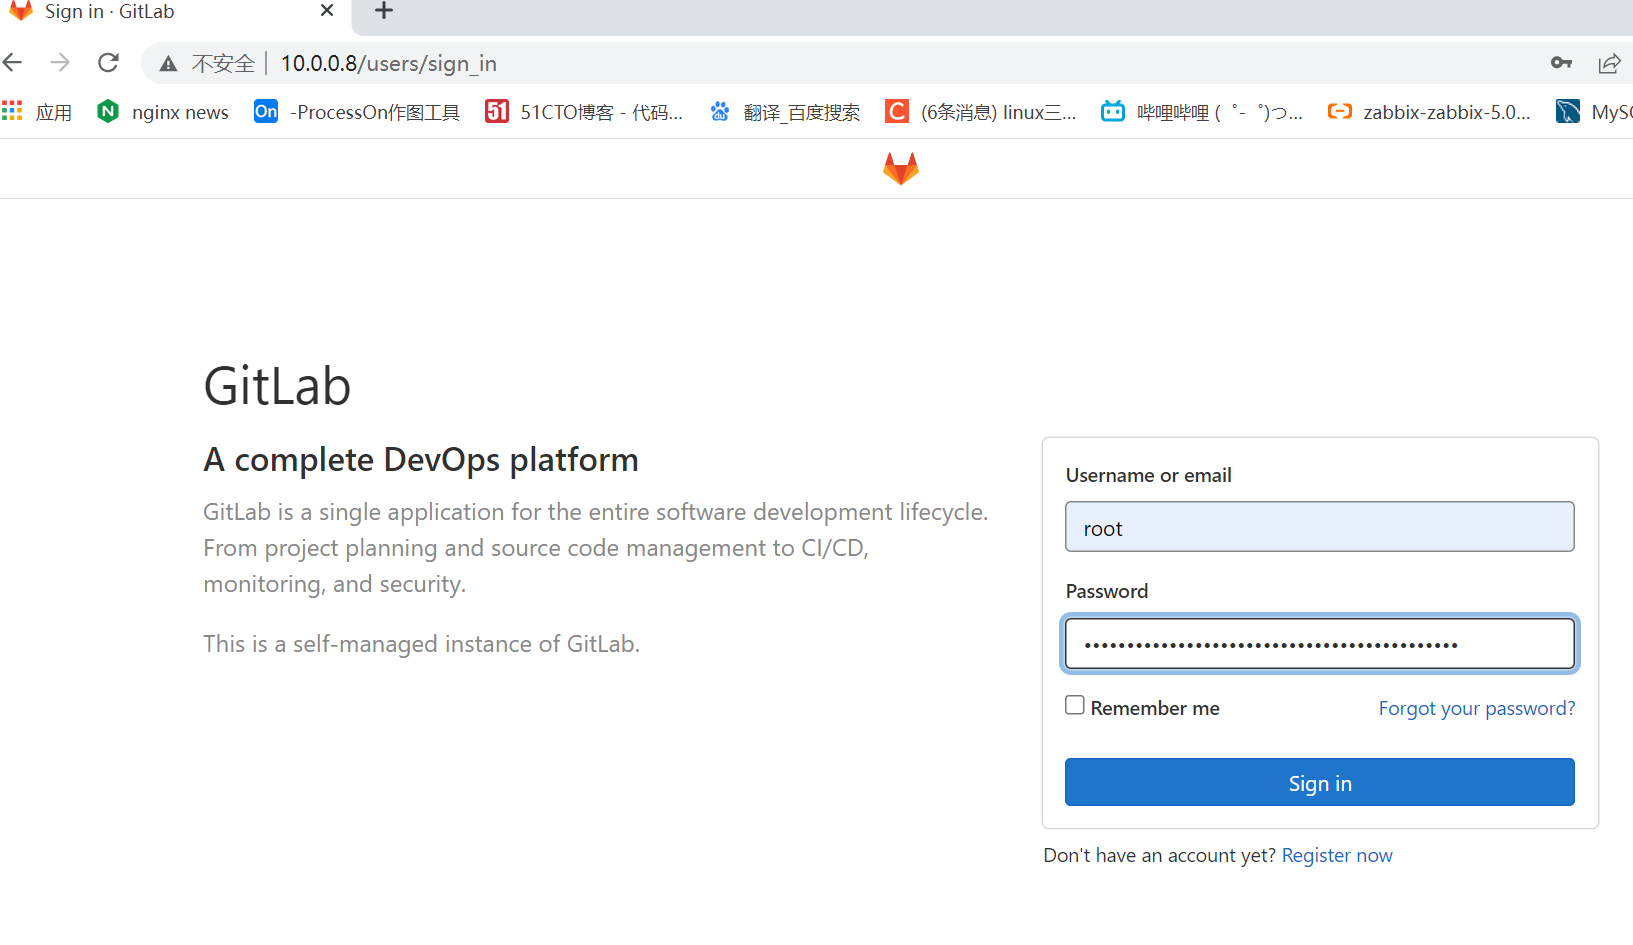 Sign in · GitLab
不安全 10.0.0.8/users/sign_in
应用 nginx news On -ProcessOn作图工具 51 51CTO博客 - 代码... 翻译_百度搜索 C (6条消息) linux三... 哔哩哔哩 ( ゜- ゜)つ... zabbix-zabbix-5.0...
GitLab
A complete DevOps platform
GitLab is a single application for the entire software development lifecycle.
From project planning and source code management to CI/CD,
monitoring, and security.
This is a self-managed instance of GitLab.
Username or email
root
Password
Remember me Forgot your password?
Sign in
Don't have an account yet? Register now